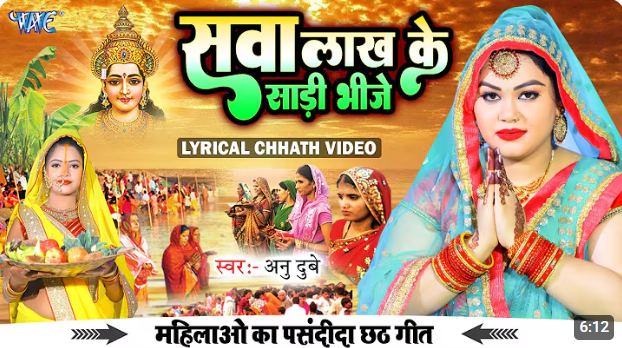 WAVE
सवा लाख के
साड़ी भीजे
LYRICAL CHHATH VIDEO
स्वर:- अनु दुबे
महिलाओ का पसंदीदा छठ गीत
6:12